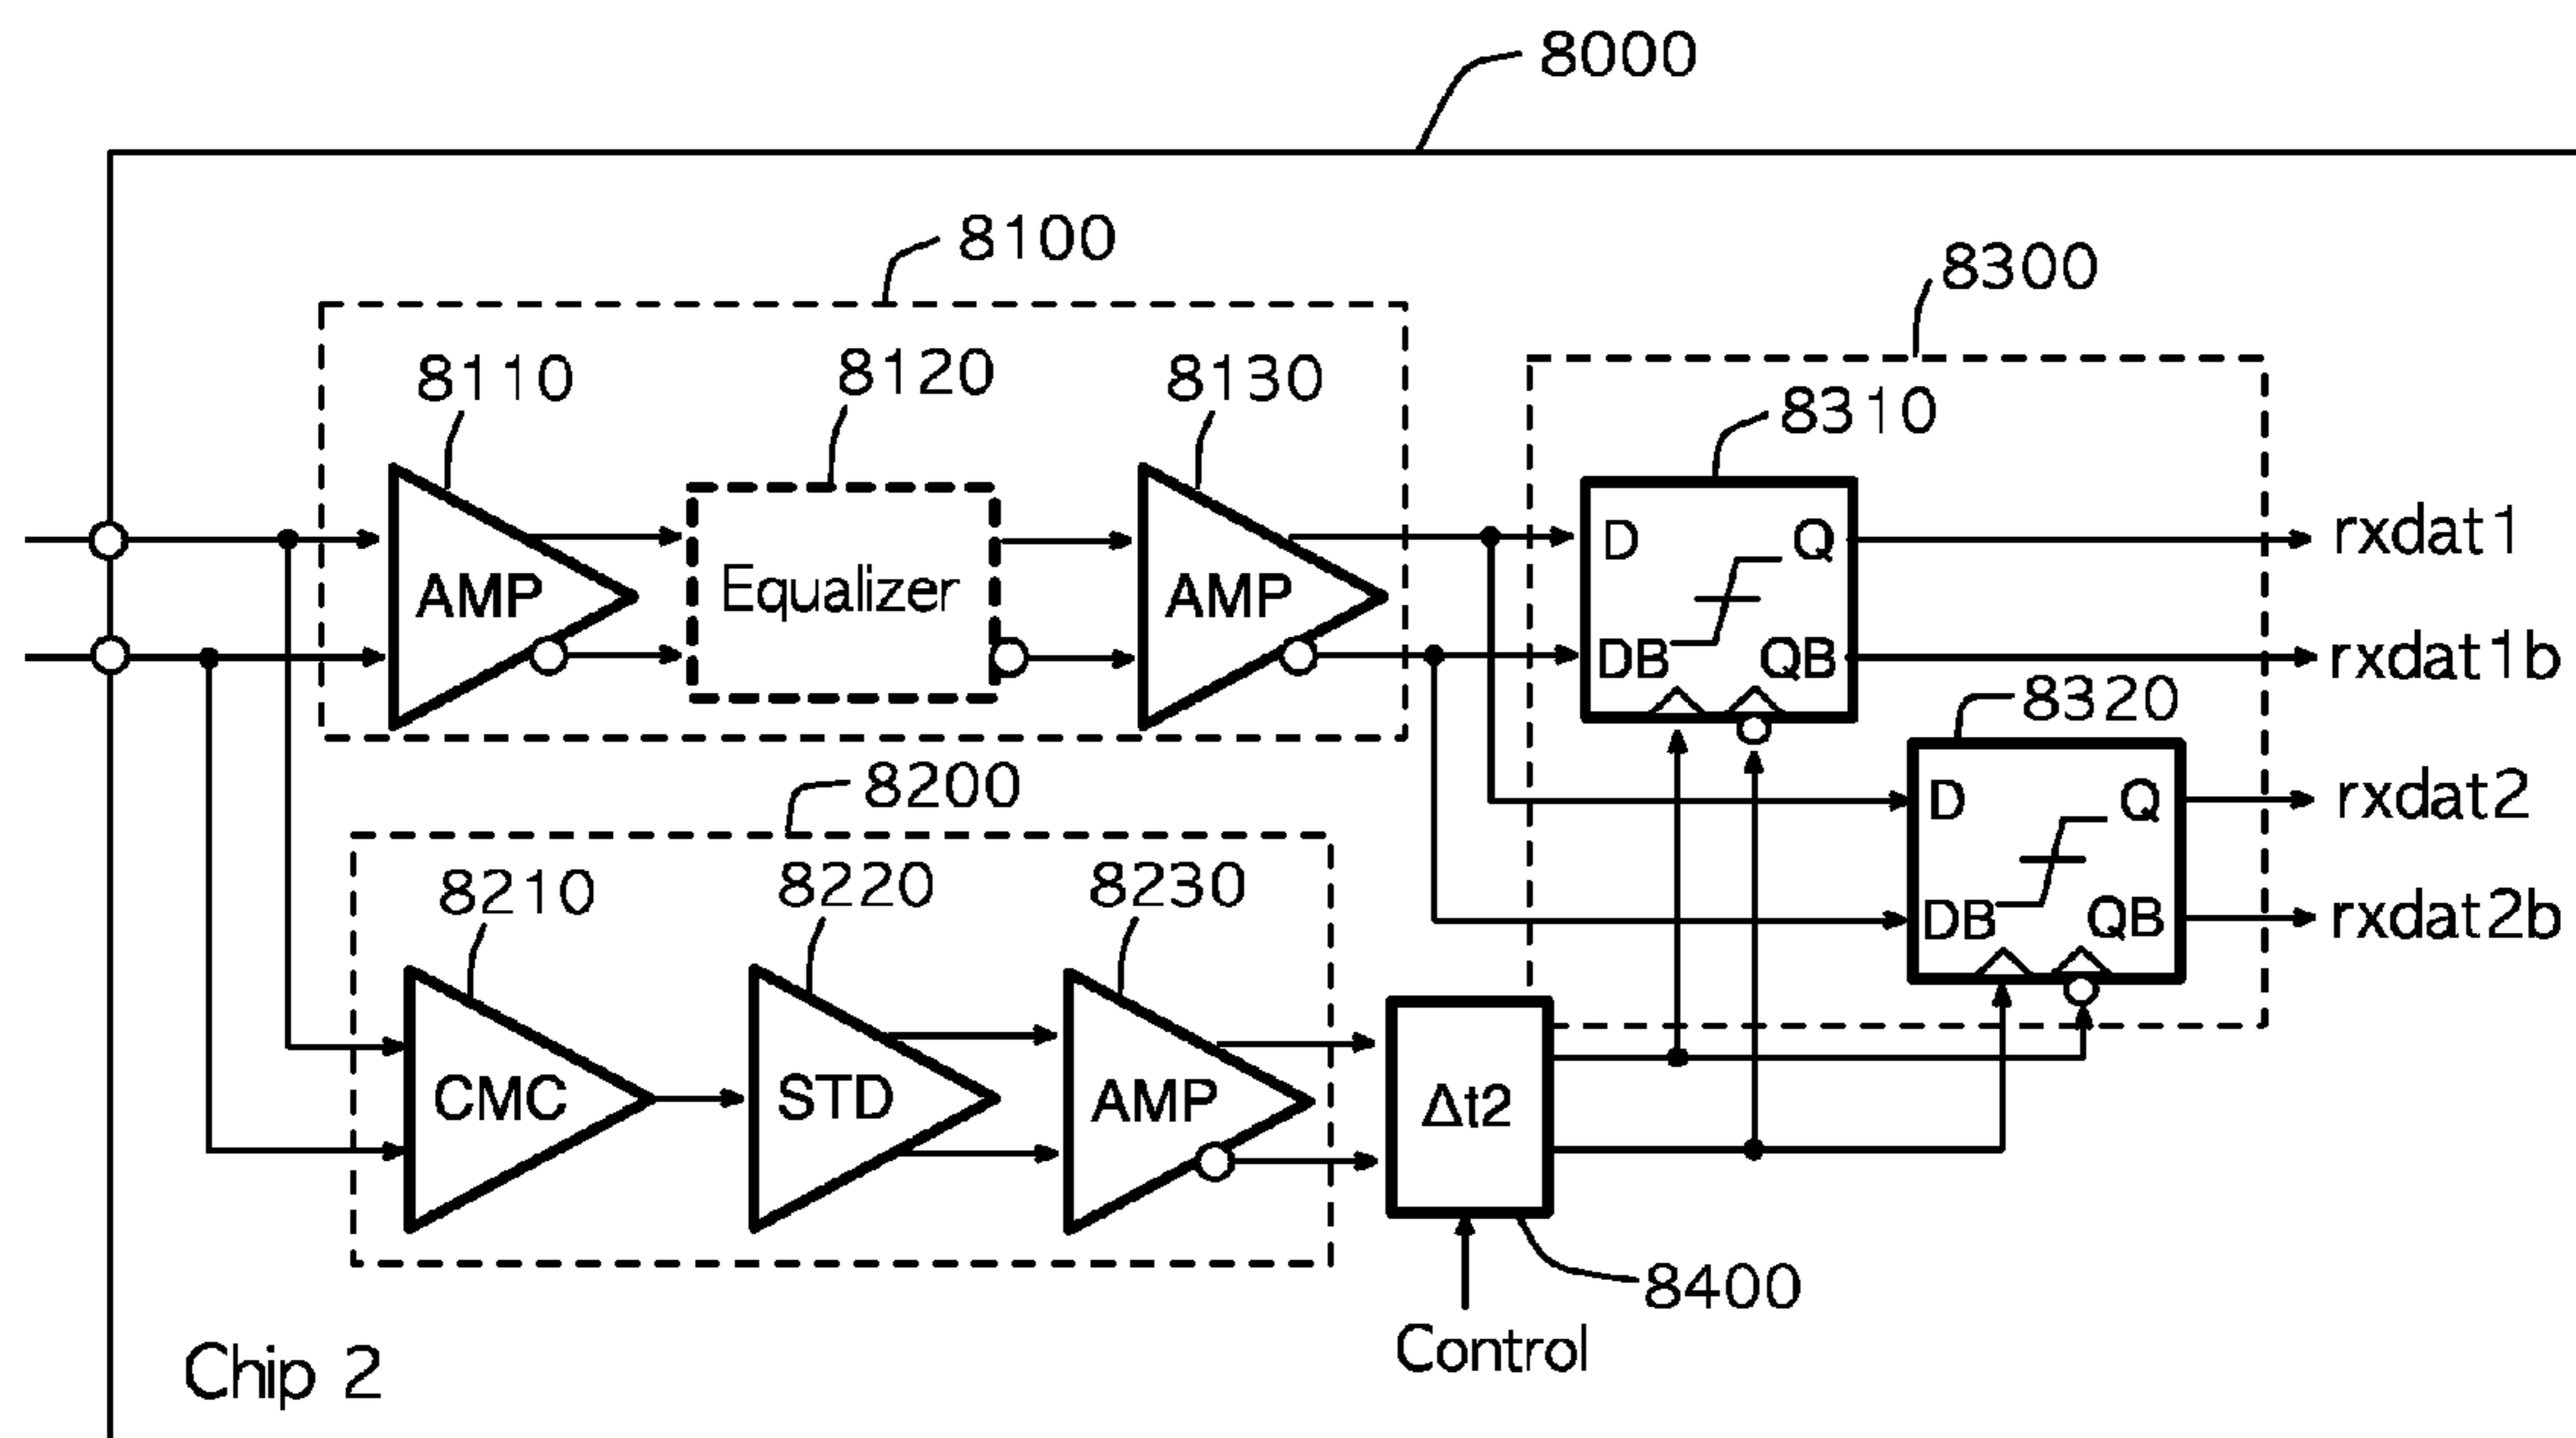 8000
8100
8300
8110
8120
8130
8310
AMP
Equalizer
AMP
D
Q
DB
QB
rxdat1
rxdat1b
8320
D
Q
DB
QB
rxdat2
rxdat2b
8200
8210
8220
8230
CMC
STD
AMP
Δt2
8400
Control
Chip 2